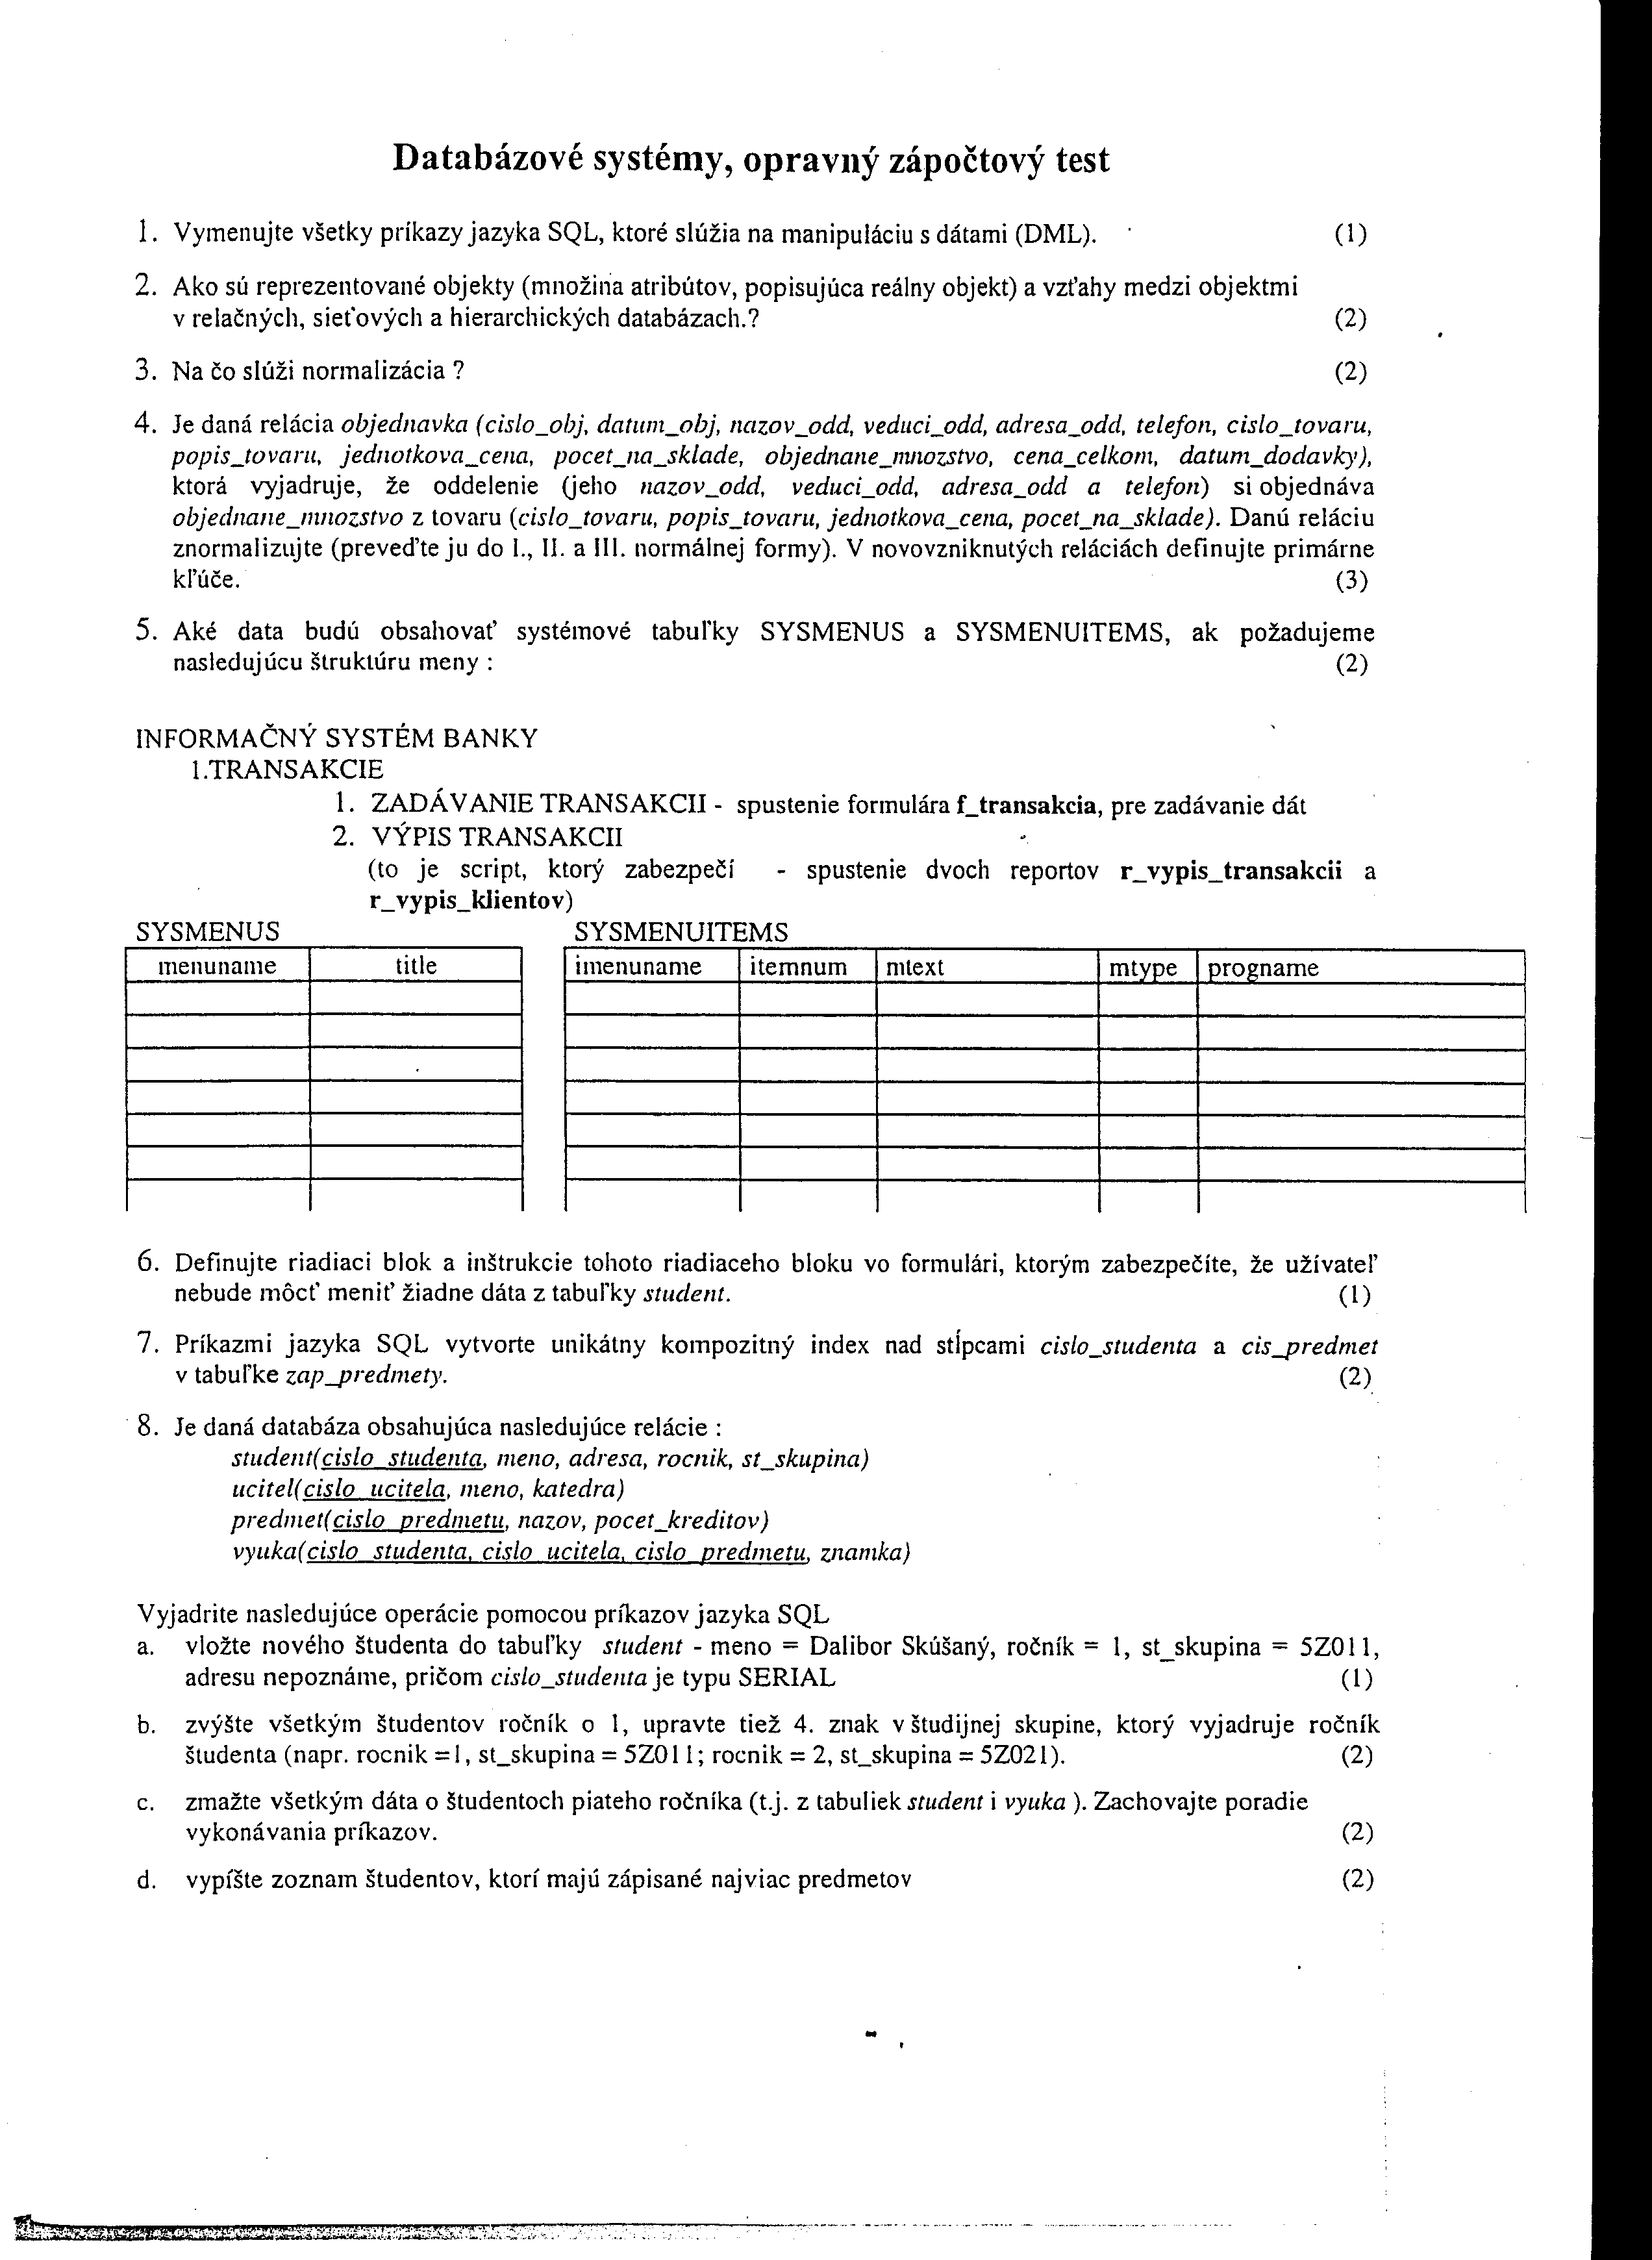 Databázové systémy, opravný zápočtový test
1. Vymenujte všetky príkazy jazyka SQL, ktoré slúžia na manipuláciu s dátami (DML). (1)
2. Ako sú reprezentované objekty (množina atribútov, popisujúca reálny objekt) a vzťahy medzi objektmi
v relačných, sieťových a hierarchických databázach.? (2)
3. Na čo slúži normalizácia ? (2)
4. Je daná relácia objednavka (cislo_obj, datum_obj, nazov_odd, veduci_odd, adresa_odd, telefon, cislo_tovaru,
popis_tovaru, jednotkova_cena, pocet_na_sklade, objednane_mnozstvo, cena_celkom, datum_dodavky),
ktorá vyjadruje, že oddelenie (jeho nazov_odd, veduci_odd, adresa_odd a telefon) si objednáva
objednane_mnozstvo z tovaru (cislo_tovaru, popis_tovaru, jednotkova_cena, pocet_na_sklade). Danú reláciu
znormalizujte (preveďte ju do I., II. a III. normálnej formy). V novovzniknutých reláciách definujte primárne
kľúče. (3)
5. Aké data budú obsahovať systémové tabuľky SYSMENUS a SYSMENUITEMS, ak požadujeme
nasledujúcu štruktúru meny : (2)
INFORMAČNÝ SYSTÉM BANKY
1.TRANSAKCIE
1. ZADÁVANIE TRANSAKCII - spustenie formulára f_transakcia, pre zadávanie dát
2. VÝPIS TRANSAKCII
(to je script, ktorý zabezpečí - spustenie dvoch reportov r_vypis_transakcii a
r_vypis_klientov)
SYSMENUS SYSMENUITEMS
menuname title imenuname itemnum mtext mtype progname
6. Definujte riadiaci blok a inštrukcie tohoto riadiaceho bloku vo formulári, ktorým zabezpečíte, že užívateľ
nebude môcť meniť žiadne dáta z tabuľky student. (1)
7. Príkazmi jazyka SQL vytvorte unikátny kompozitný index nad stĺpcami cislo_studenta a cis_predmet
v tabuľke zap_predmety. (2)
8. Je daná databáza obsahujúca nasledujúce relácie :
student(cislo_studenta, meno, adresa, rocnik, st_skupina)
ucitel(cislo_ucitela, meno, katedra)
predmet(cislo_predmetu, nazov, pocet_kreditov)
vyuka(cislo_studenta, cislo_ucitela, cislo_predmetu, znamka)
Vyjadrite nasledujúce operácie pomocou príkazov jazyka SQL
a. vložte nového študenta do tabuľky student - meno = Dalibor Skúšaný, ročník = 1, st_skupina = 5Z011,
adresu nepoznáme, pričom cislo_studenta je typu SERIAL (1)
b. zvýšte všetkým študentov ročník o 1, upravte tiež 4. znak v študijnej skupine, ktorý vyjadruje ročník
študenta (napr. rocnik =1, st_skupina = 5Z011; rocnik = 2, st_skupina = 5Z021). (2)
c. zmažte všetkým dáta o študentoch piateho ročníka (t.j. z tabuliek student i vyuka ). Zachovajte poradie
vykonávania príkazov. (2)
d. vypíšte zoznam študentov, ktorí majú zápisané najviac predmetov (2)